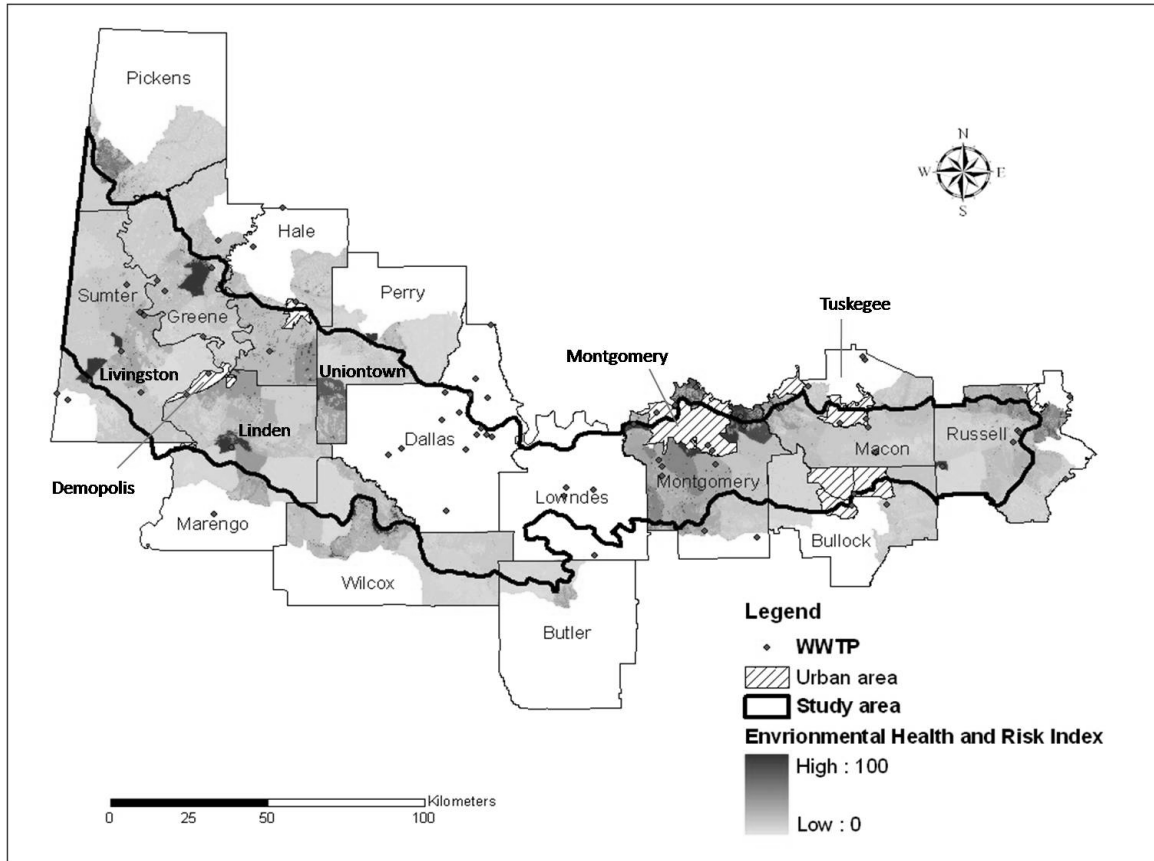 Pickens
N
W E
S
Hale
Perry
Sumter
Greene
Tuskegee
Montgomery
Livingston
Uniontown
Linden
Dallas
Macon
Russell
Demopolis
Lowndes
Montgomery
Marengo
Bullock
Wilcox
Butler
Legend
WWTP
Urban area
Study area
Envrionmental Health and Risk Index
High : 100
Low : 0
Kilometers
0 25 50 100